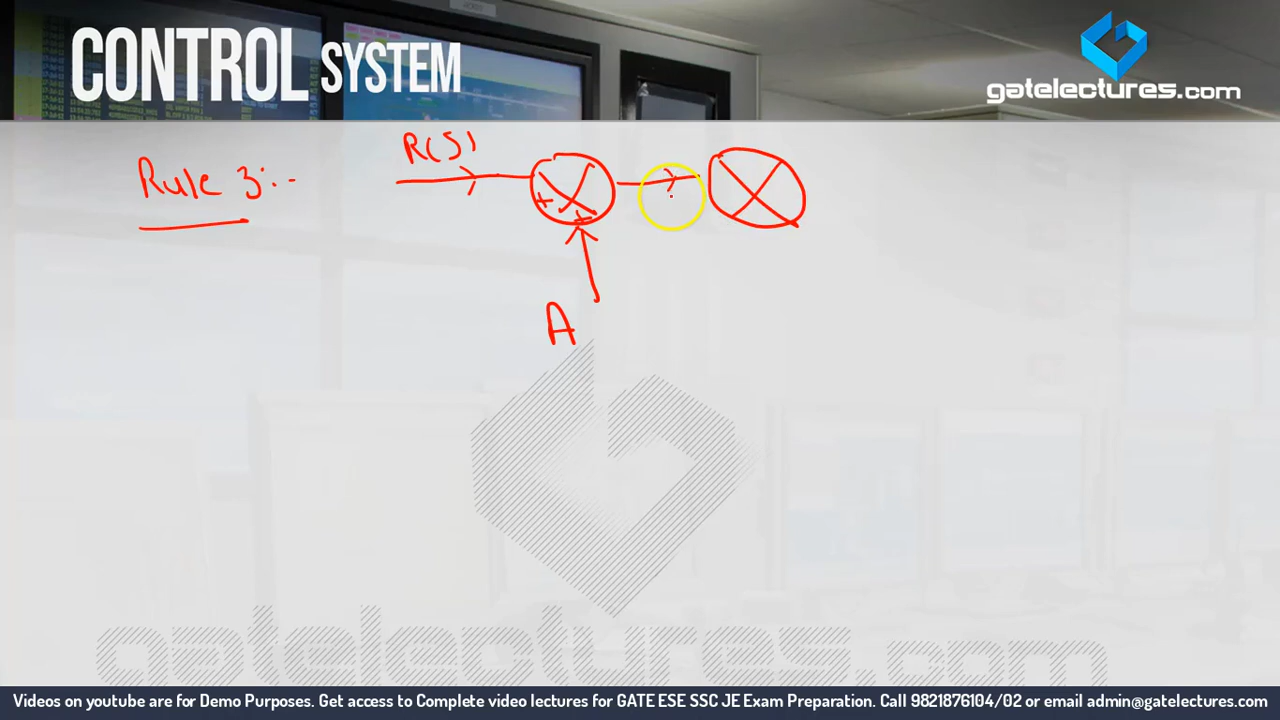 CONTROL SYSTEM
gatelectures.com
Rule 3:-
R(S)
+
+
A
gatelectures.com
Videos on youtube are for Demo Purposes. Get access to Complete video lectures for GATE ESE SSC JE Exam Preparation. Call 9821876104/02 or email admin@gatelectures.com